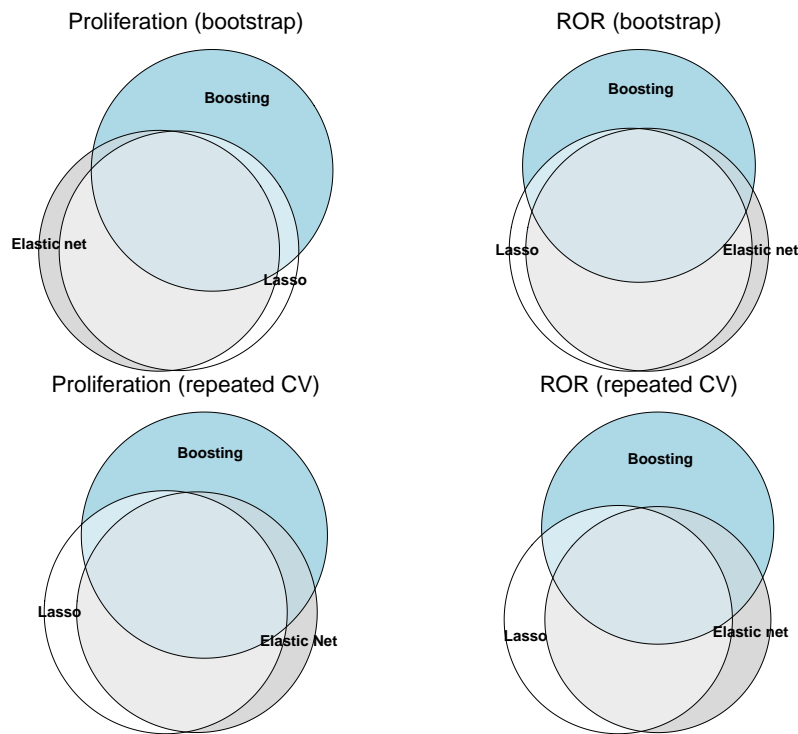 Proliferation (bootstrap)
Boosting
Elastic net
Lasso
ROR (bootstrap)
Boosting
Lasso
Elastic net
Proliferation (repeated CV)
Boosting
Lasso
Elastic Net
ROR (repeated CV)
Boosting
Lasso
Elastic net